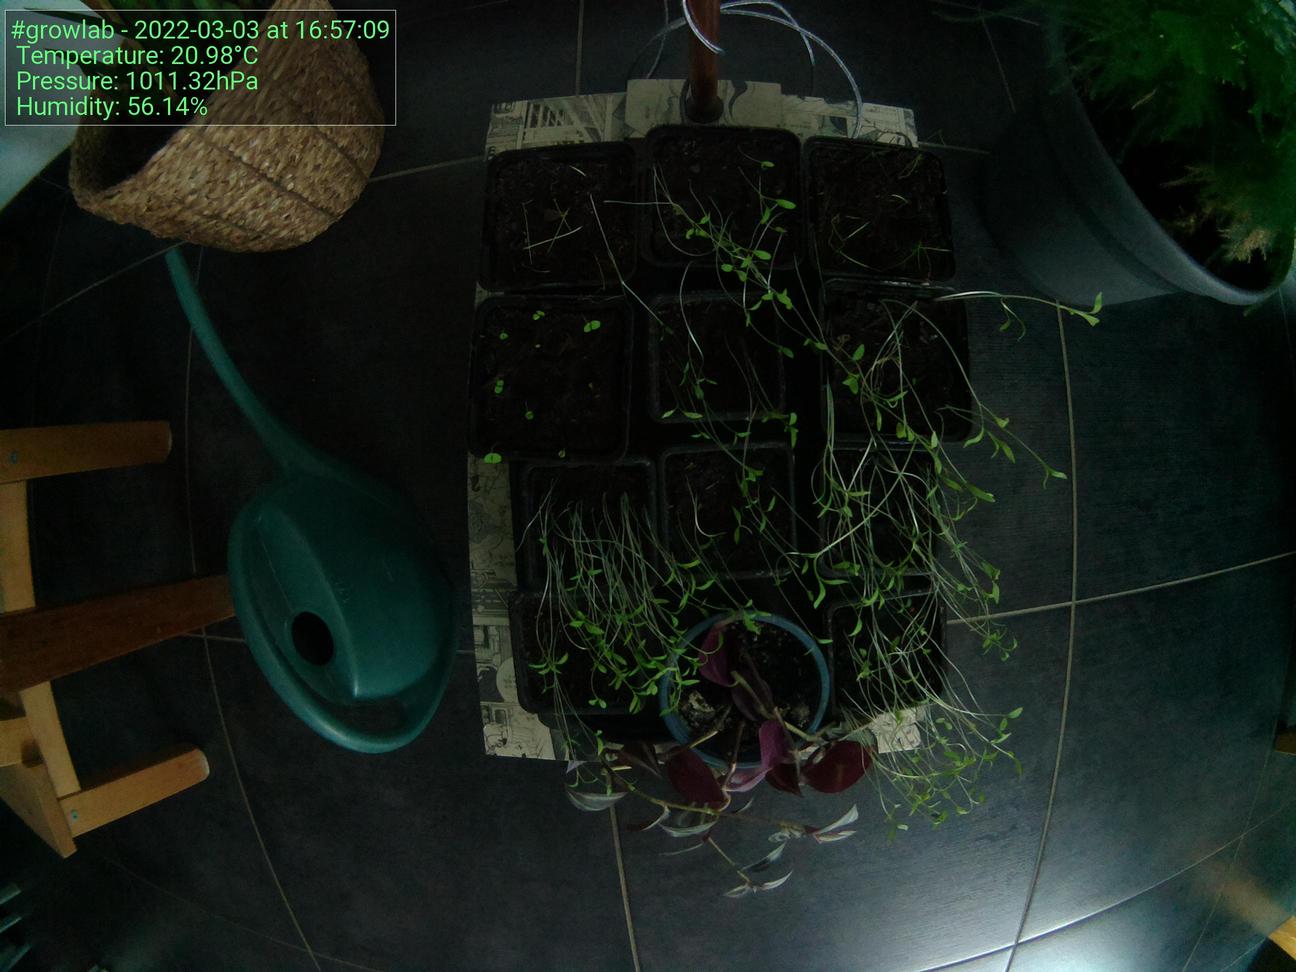 #growlab - 2022-03-03 at 16:57:09
Temperature: 20.98°C
Pressure: 1011.32hPa
Humidity: 56.14%